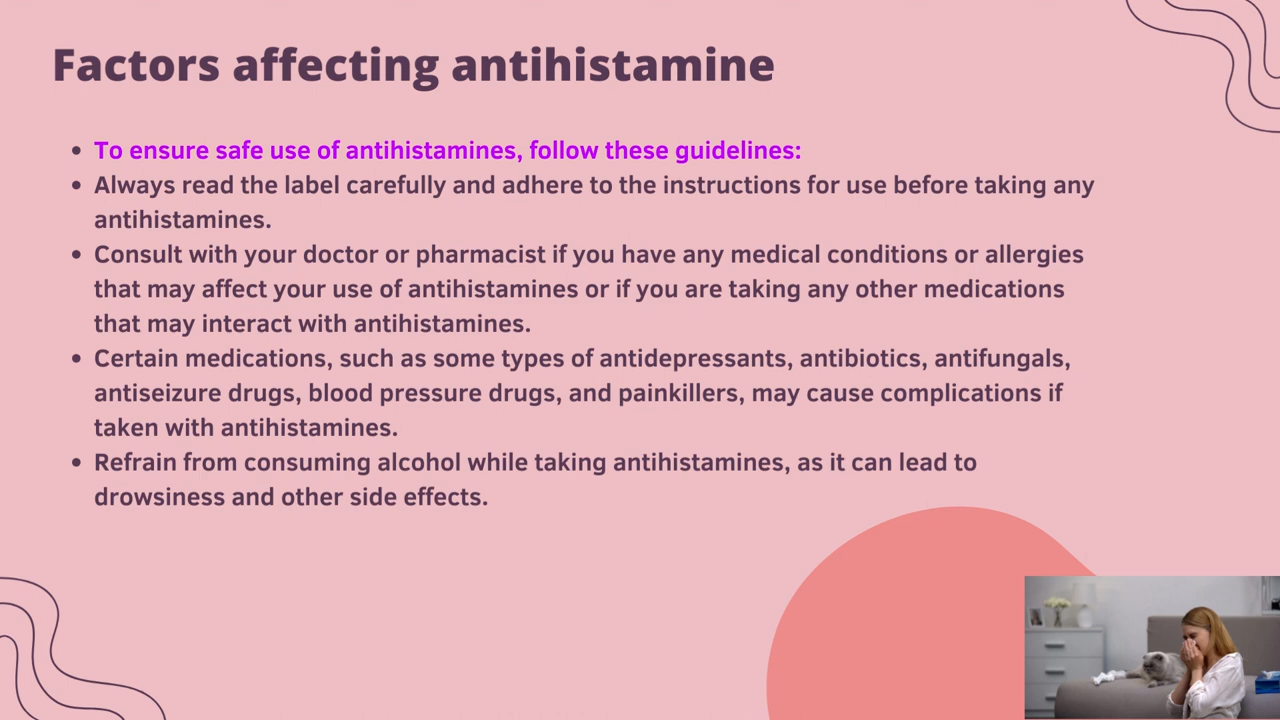 Factors affecting antihistamine
• To ensure safe use of antihistamines, follow these guidelines:
• Always read the label carefully and adhere to the instructions for use before taking any
antihistamines.
• Consult with your doctor or pharmacist if you have any medical conditions or allergies
that may affect your use of antihistamines or if you are taking any other medications
that may interact with antihistamines.
• Certain medications, such as some types of antidepressants, antibiotics, antifungals,
antiseizure drugs, blood pressure drugs, and painkillers, may cause complications if
taken with antihistamines.
• Refrain from consuming alcohol while taking antihistamines, as it can lead to
drowsiness and other side effects.